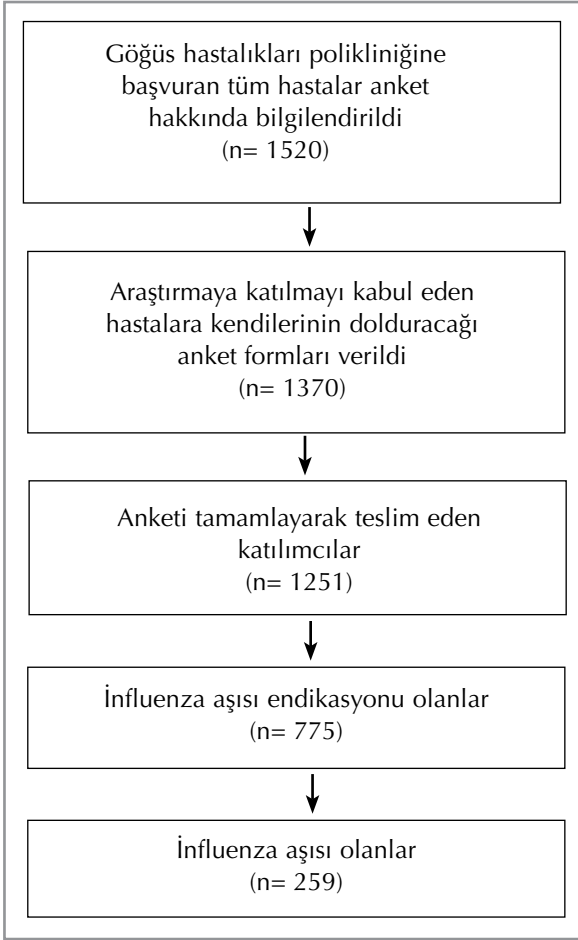 Göğüs hastalıkları polikliniğine
başvuran tüm hastalar anket
hakkında bilgilendirildi
(n= 1520)
Araştırmaya katılmayı kabul eden
hastalara kendilerinin dolduracağı
anket formları verildi
(n= 1370)
Anketi tamamlayarak teslim eden
katılımcılar
(n= 1251)
İnfluenza aşısı endikasyonu olanlar
(n= 775)
İnfluenza aşısı olanlar
(n= 259)